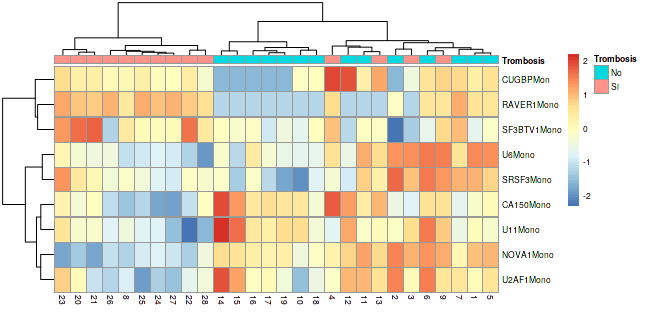 Trombosis
CUGBPMon
RAVER1Mono
SF3BTV1Mono
U6Mono
SRSF3Mono
CA150Mono
U11Mono
NOVA1Mono
U2AF1Mono
23 20 21 26 8 25 24 27 22 28 14 15 16 17 19 10 18 4 12 11 13 2 3 6 9 7 1 5
2
1
0
-1
-2
Trombosis
No
SI